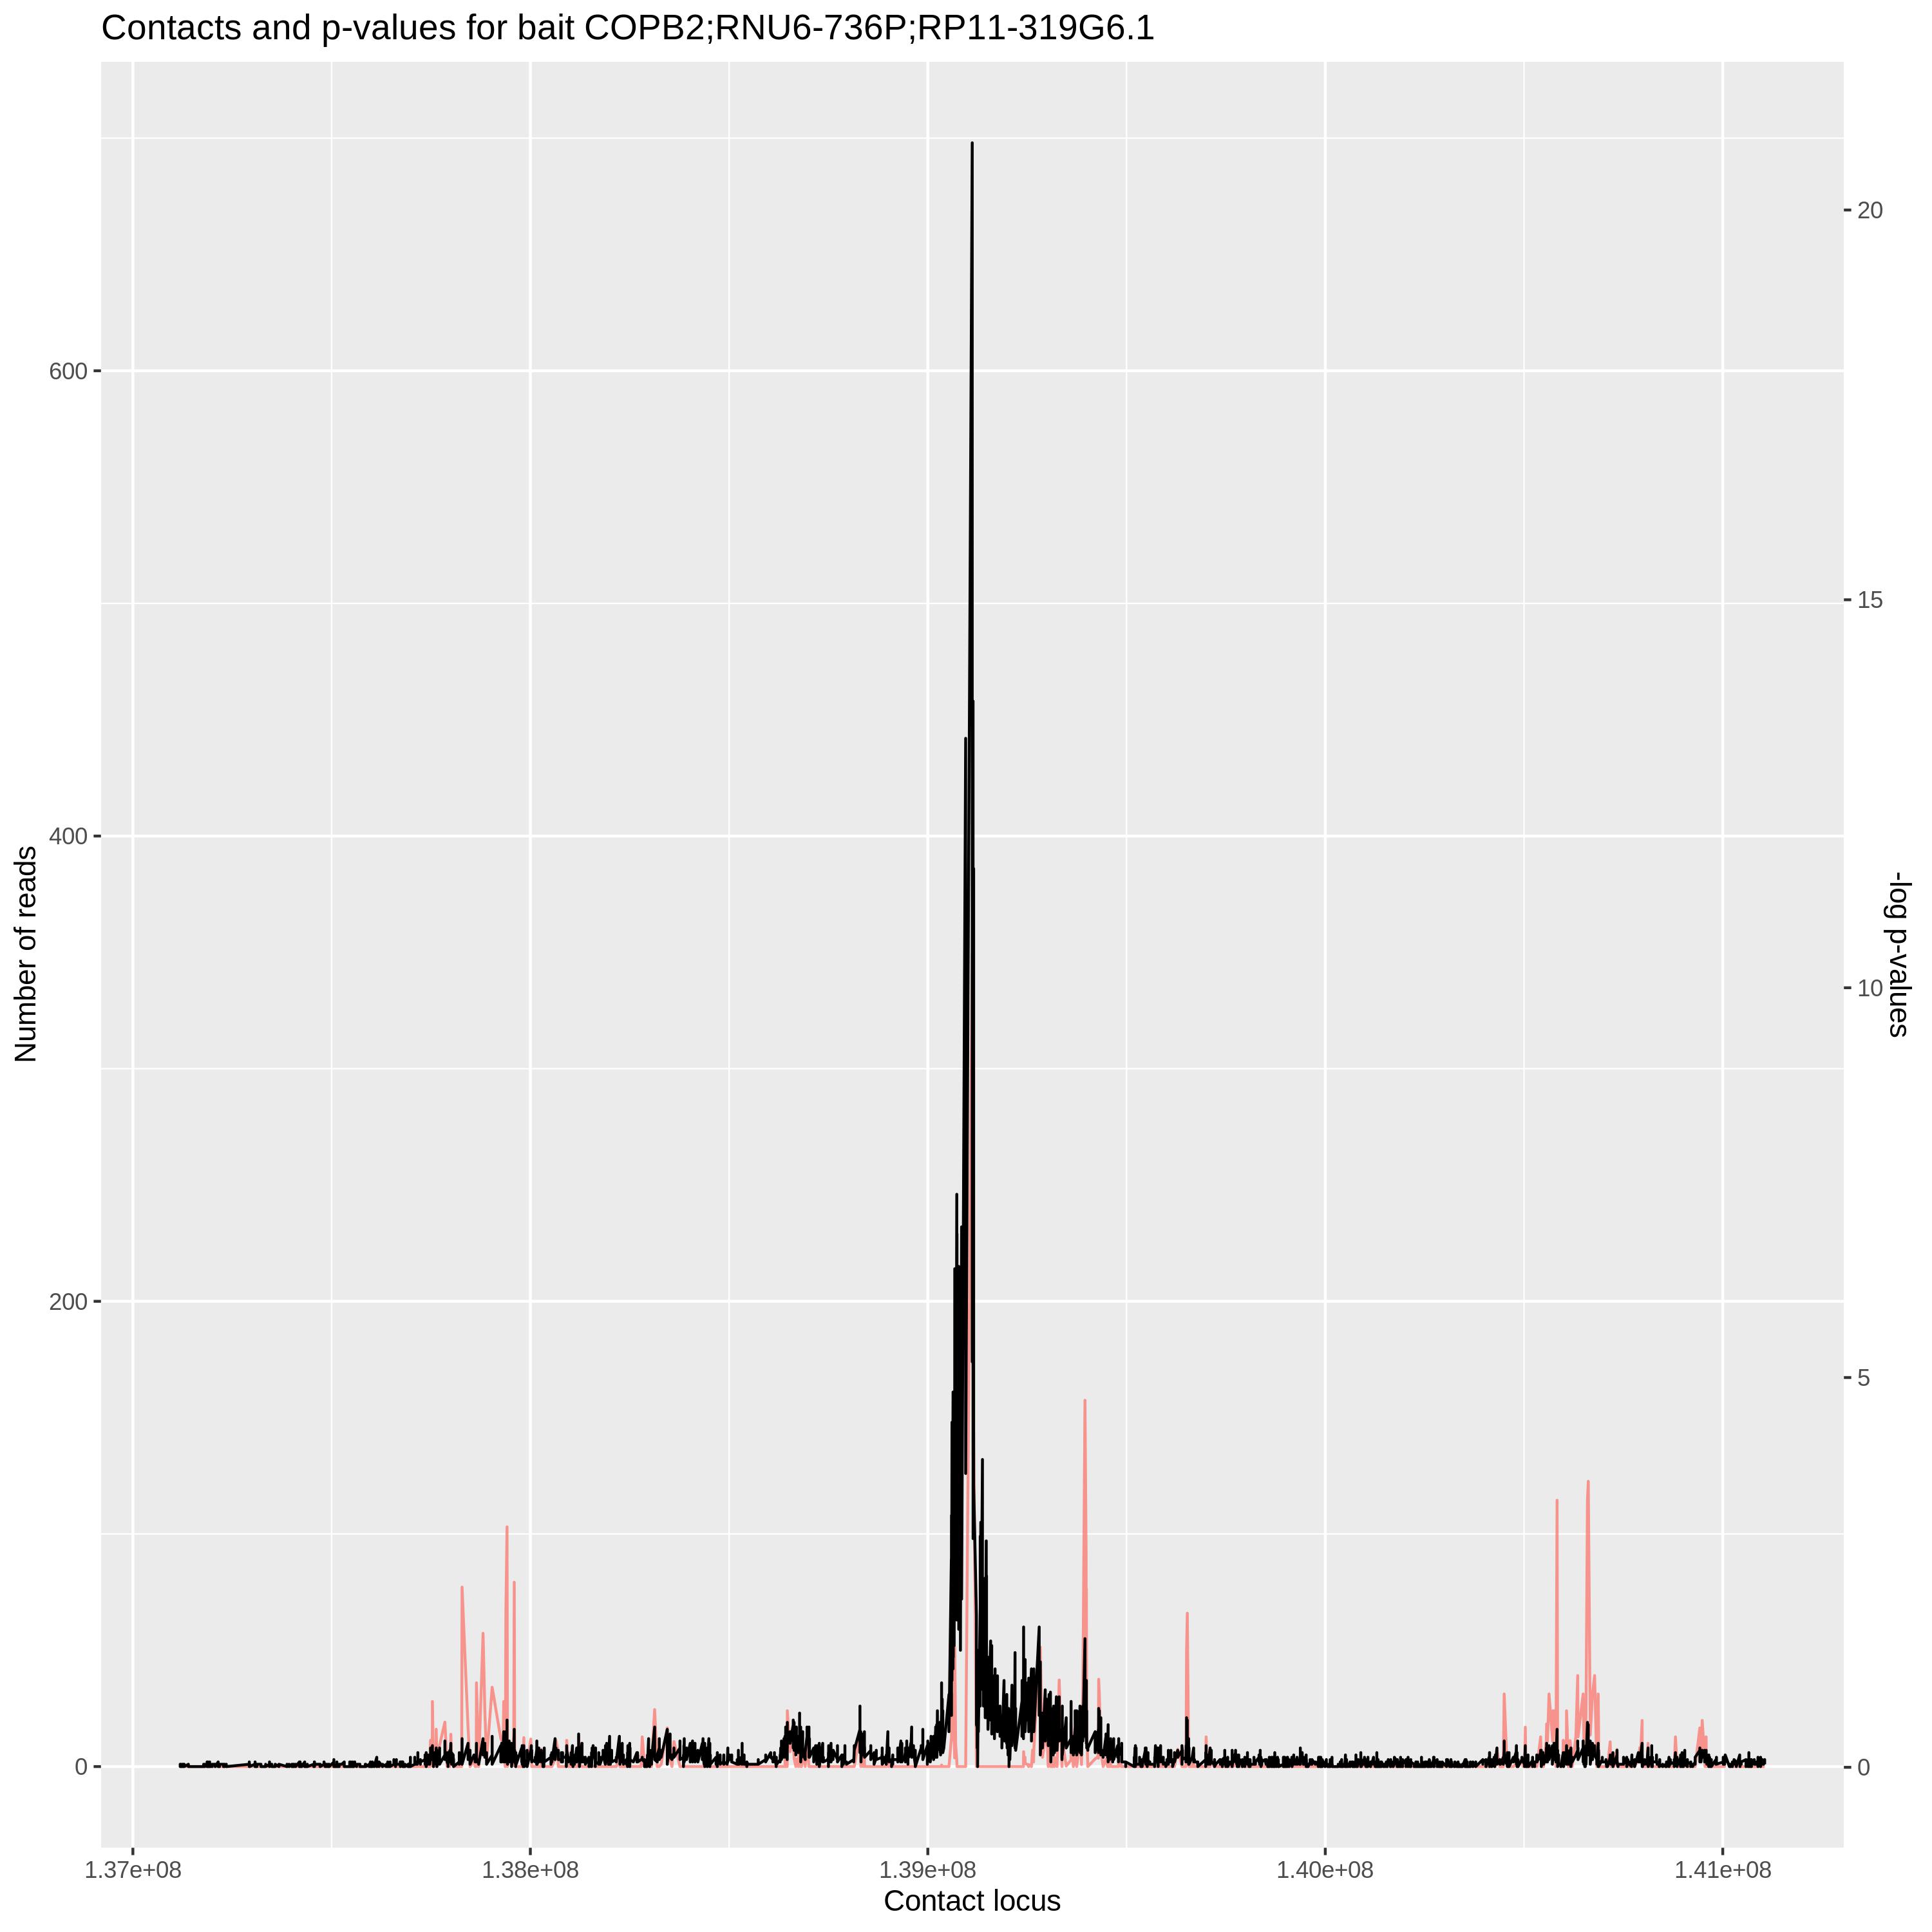 Contacts and p-values for bait COPB2;RNU6-736P;RP11-319G6.1
600
400
200
0
Number of reads
20
15
10
5
0
-log p-values
1.37e+08
1.38e+08
1.39e+08
1.40e+08
1.41e+08
Contact locus